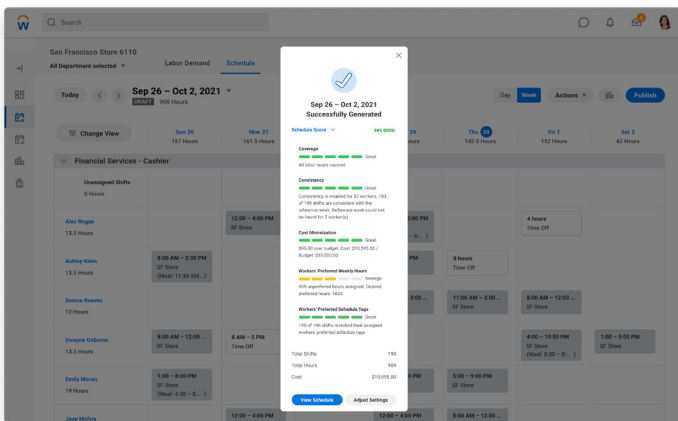 Search
San Francisco Store 6110
All Department selected
Labor Demand
Schedule
Today
Sep 26 – Oct 2, 2021
DRAFT 909 Hours
Day
Week
Actions
Publish
Change View
Sun 26
157 Hours
Mon 27
161.5 Hours
29
Hours
Thu 30
142.5 Hours
Fri 1
152 Hours
Sat 2
62 Hours
Financial Services - Cashier
Unassigned Shifts
0 Hours
Alex Regan
13.5 Hours
12:00 – 4:00 PM
SF Store
4 hours
Time Off
Ashley Klein
13.5 Hours
8:00 AM – 2:00 PM
SF Store
(Meal: 11:30 AM...)
8 hours
Time Off
Denise Reeves
12 Hours
11:00 AM – 3:00 ...
SF Store
8:00 AM – 12:00 ...
SF Store
Dwayne Osborne
13.5 Hours
8:00 AM – 12:00 ...
SF Store
8 AM – 5 PM
Time Off
4:00 – 10:00 PM
SF Store
(Meal: 6:00 – 6:... )
1:00 – 5:00 PM
SF Store
Emily Moran
19 Hours
1:00 – 8:00 PM
SF Store
(Meal: 4:30 – 5:... )
5:00 – 9:00 PM
SF Store
Jose Molina
12:00 – 4:00 PM
12:00 – 4:00 PM
8:00 AM – 12:00 ...
Sep 26 – Oct 2, 2021
Successfully Generated
Schedule Score
94% GOOD
Coverage
Great
All labor hours covered
Consistency
Great
Consistency is enabled for 52 workers. 183
of 190 shifts are consistent with the
reference week. Reference week could not
be found for 2 worker(s)
Cost Minimization
Great
$95.00 over budget. Cost: $10,595.00 /
Budget: $10,500.00
Workers' Preferred Weekly Hours
Average
909 unpreferred hours assigned. Desired
preferred hours: 1620
Workers' Preferred Schedule Tags
Great
190 of 190 shifts matched their assigned
workers' preferred schedule tags
Total Shifts 190
Total Hours 909
Cost $10,595.00
View Schedule
Adjust Settings